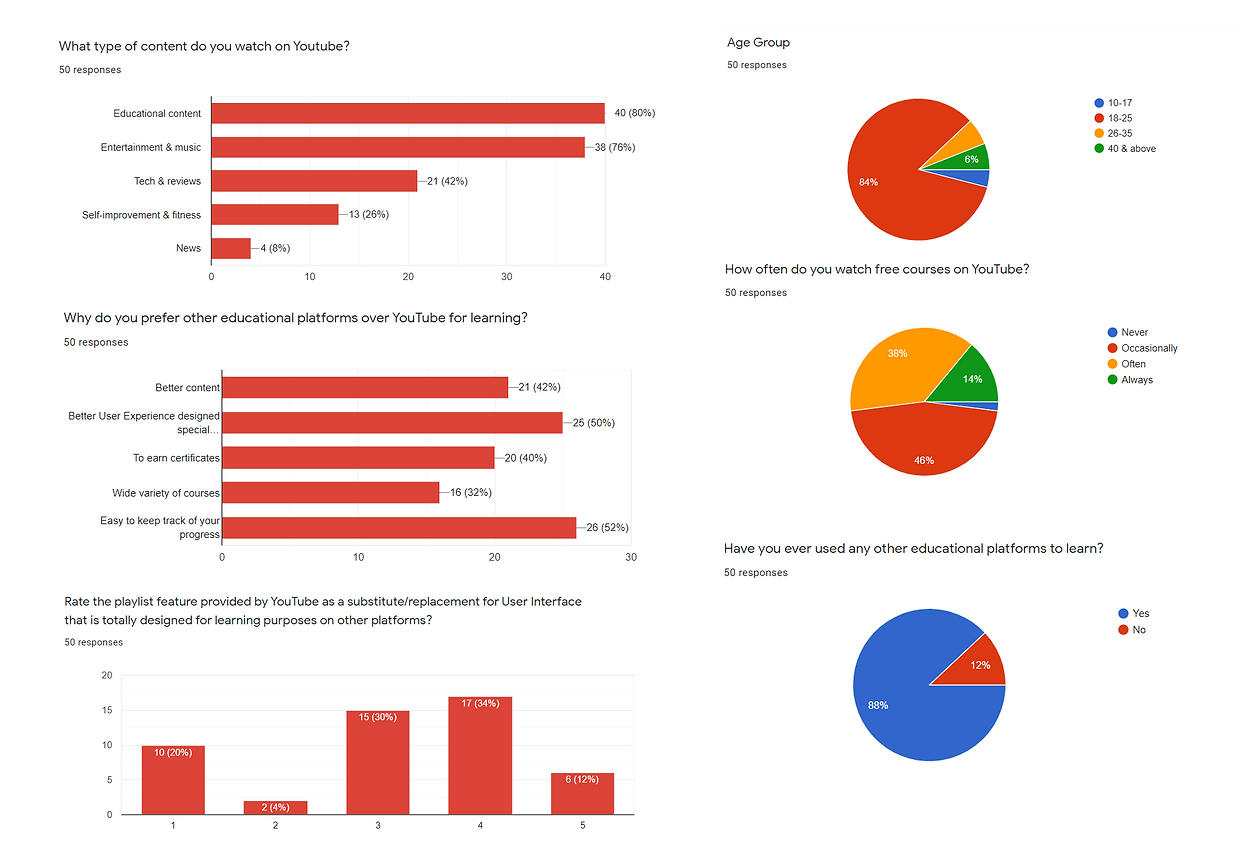 What type of content do you watch on Youtube?
50 responses
Educational content
40 (80%)
Entertainment & music
38 (76%)
Tech & reviews
21 (42%)
Self-improvement & fitness
13 (26%)
News
4 (8%)
0
10
20
30
40
Why do you prefer other educational platforms over YouTube for learning?
50 responses
Better content
21 (42%)
Better User Experience designed
special...
25 (50%)
To earn certificates
20 (40%)
Wide variety of courses
16 (32%)
Easy to keep track of your
progress
26 (52%)
0
10
20
30
Rate the playlist feature provided by YouTube as a substitute/replacement for User Interface
that is totally designed for learning purposes on other platforms?
50 responses
20
15
10
5
0
10 (20%)
2 (4%)
15 (30%)
17 (34%)
6 (12%)
1
2
3
4
5
Age Group
50 responses
84%
6%
10-17
18-25
26-35
40 & above
How often do you watch free courses on YouTube?
50 responses
38%
14%
46%
Never
Occasionally
Often
Always
Have you ever used any other educational platforms to learn?
50 responses
88%
12%
Yes
No